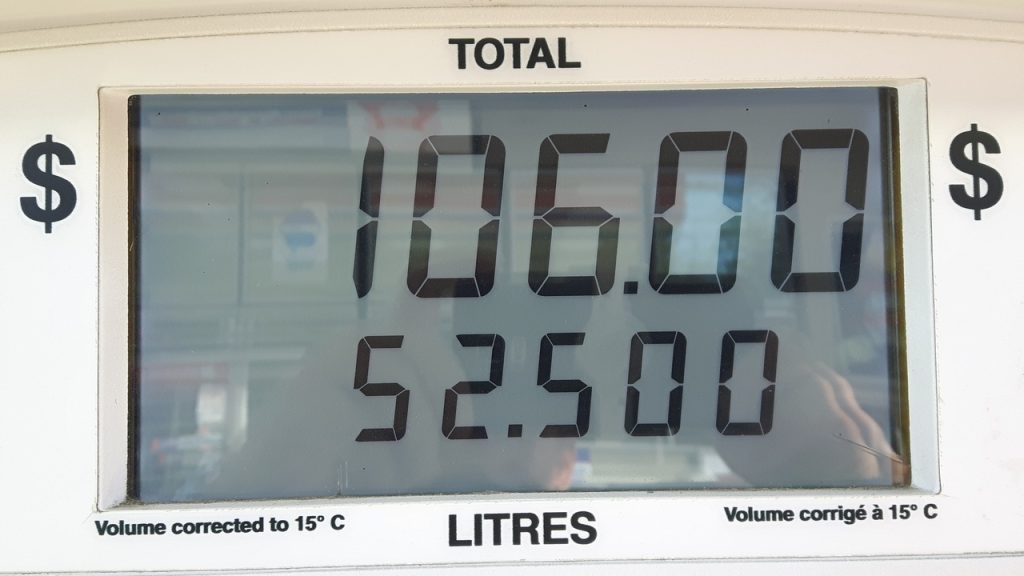 TOTAL
$ 106.00 $
52.500
Volume corrected to 15° C
LITRES
Volume corrigé à 15° C